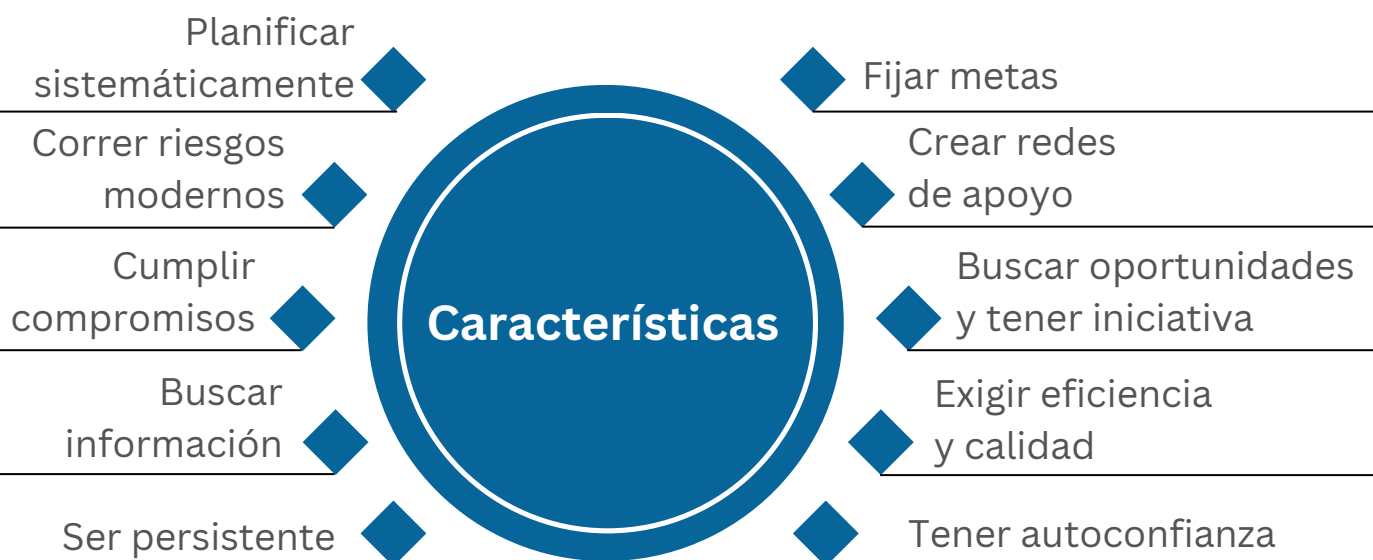 Planificar
sistemáticamente
Correr riesgos
modernos
Cumplir
compromisos
Buscar
información
Ser persistente
Características
Fijar metas
Crear redes
de apoyo
Buscar oportunidades
y tener iniciativa
Exigir eficiencia
y calidad
Tener autoconfianza